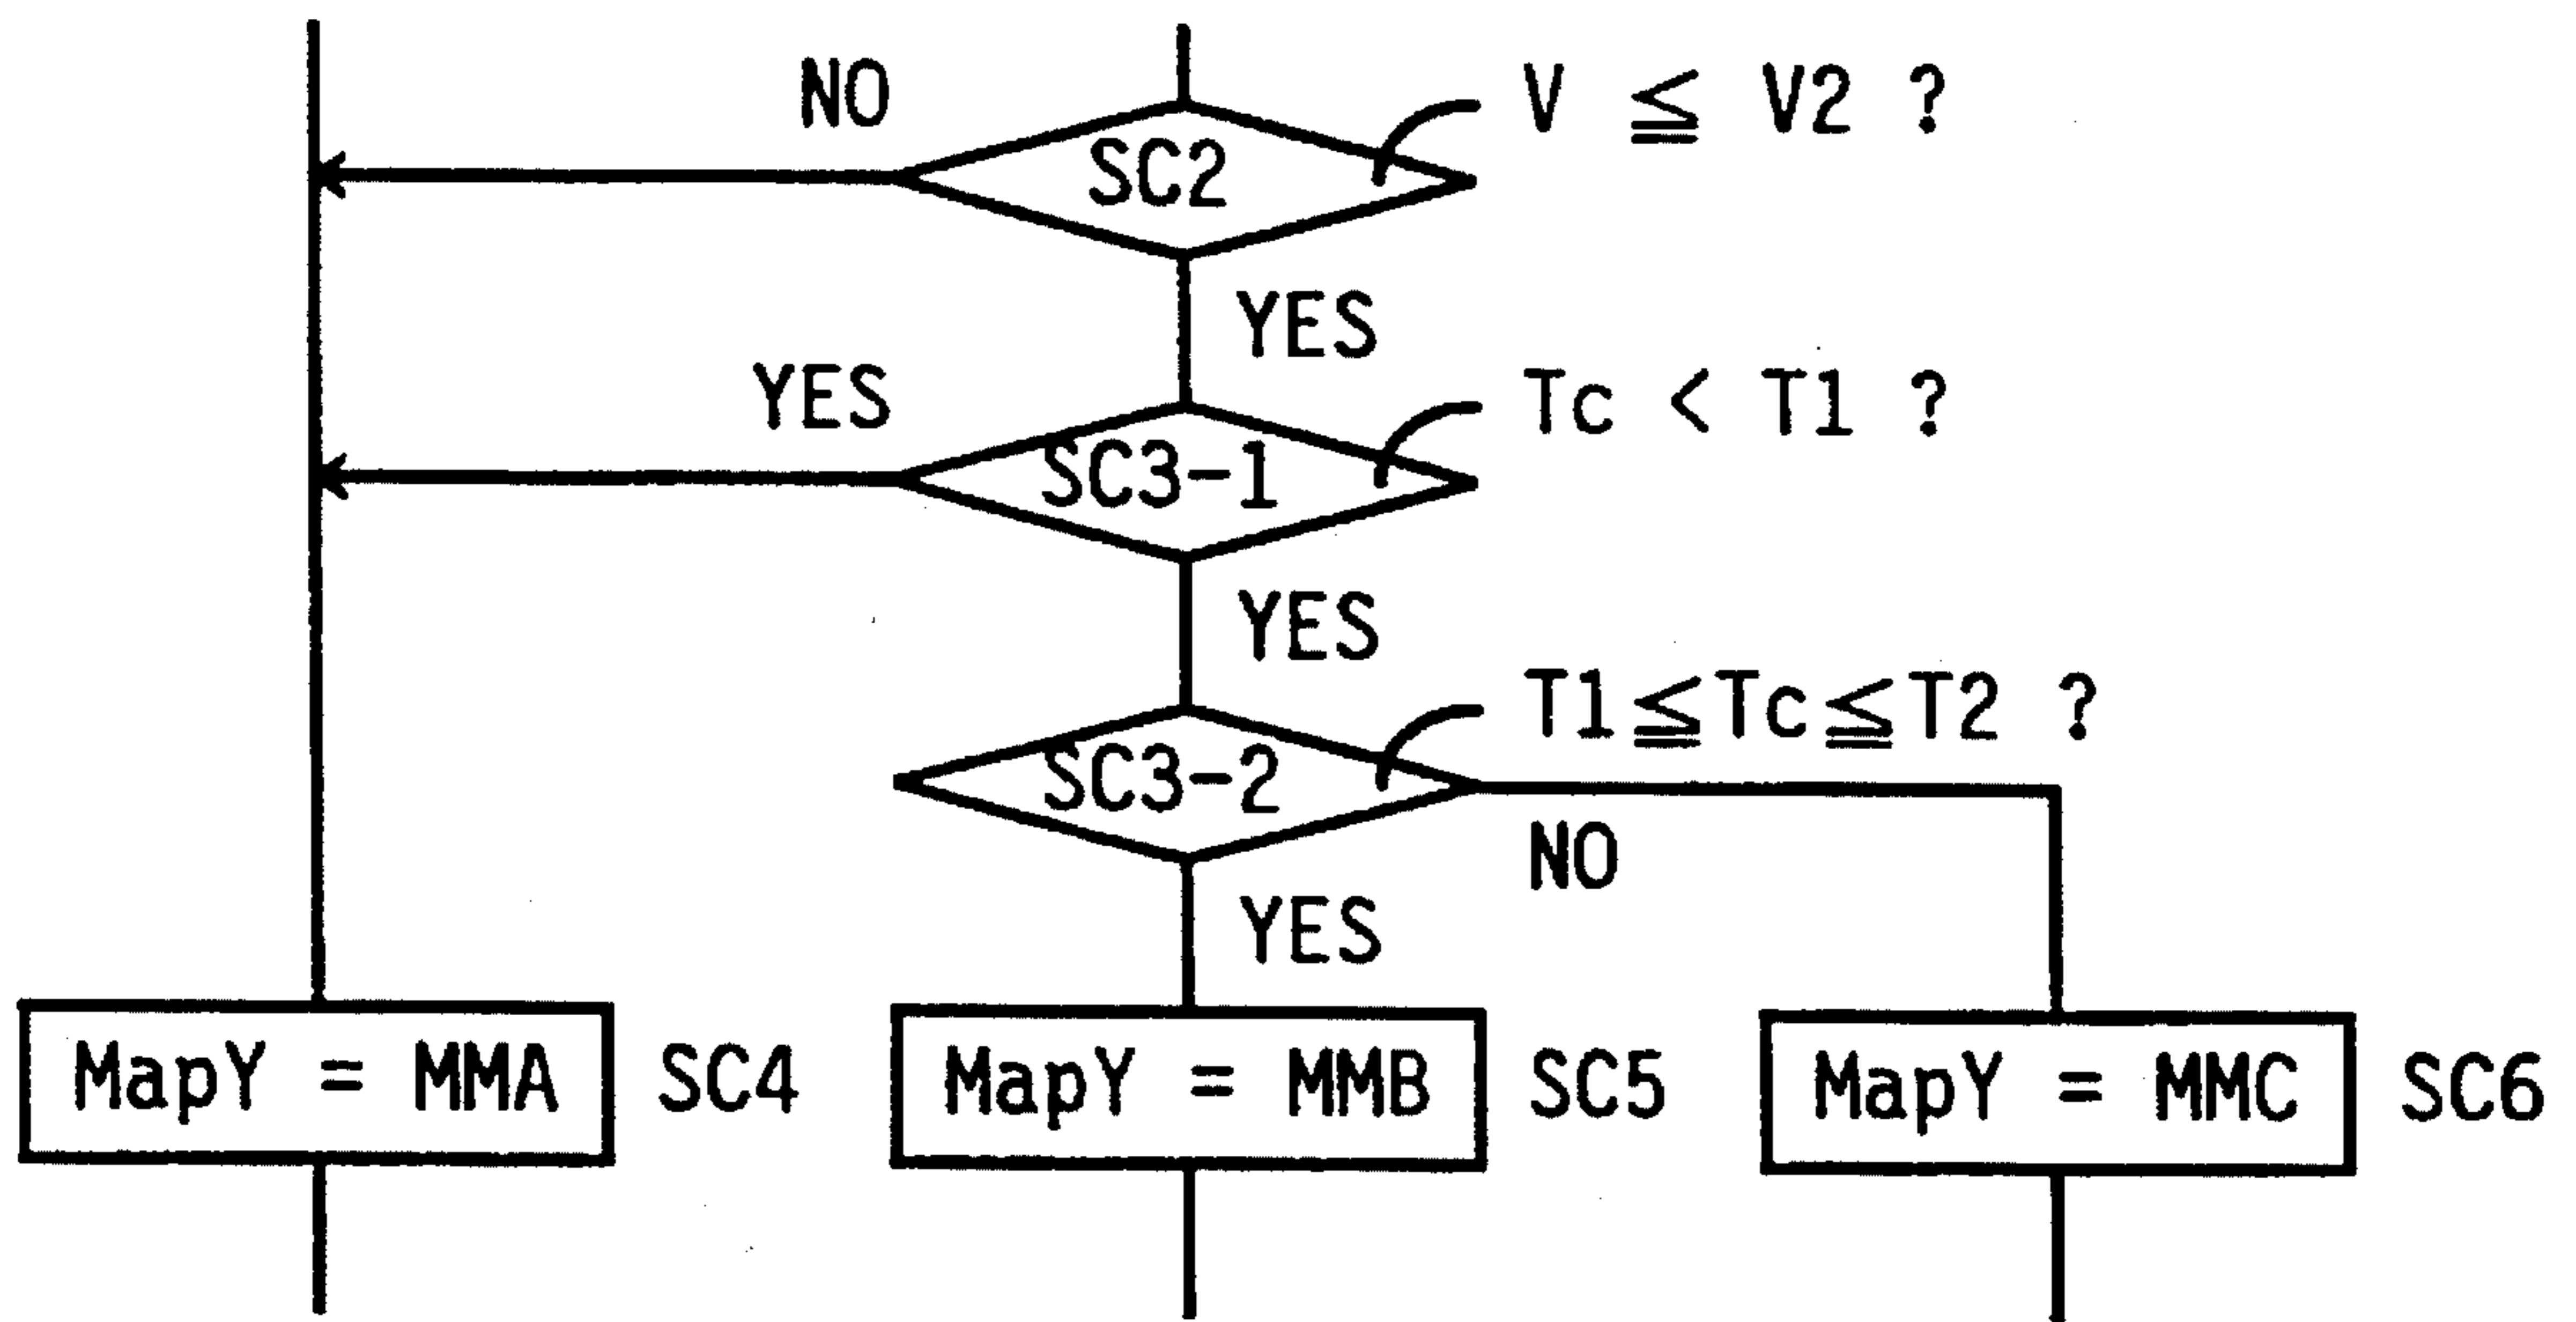 NO
V ≦ V2 ?
SC2
YES
YES
Tc < T1 ?
SC3-1
YES
T1≦Tc≦T2 ?
SC3-2
NO
YES
MapY = MMA SC4
MapY = MMB SC5
MapY = MMC SC6